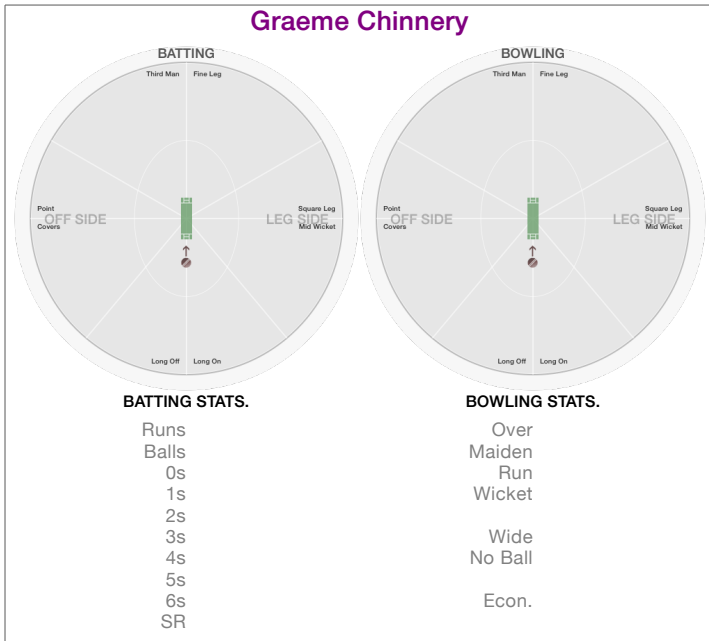 Graeme Chinnery
BATTING
Third Man Fine Leg
Point
OFF SIDE
Covers
Square Leg
LEG SIDE
Mid Wicket
Long Off Long On
BOWLING
Third Man Fine Leg
Point
OFF SIDE
Covers
Square Leg
LEG SIDE
Mid Wicket
Long Off Long On
BATTING STATS.
Runs
Balls
0s
1s
2s
3s
4s
5s
6s
SR
BOWLING STATS.
Over
Maiden
Run
Wicket
Wide
No Ball
Econ.